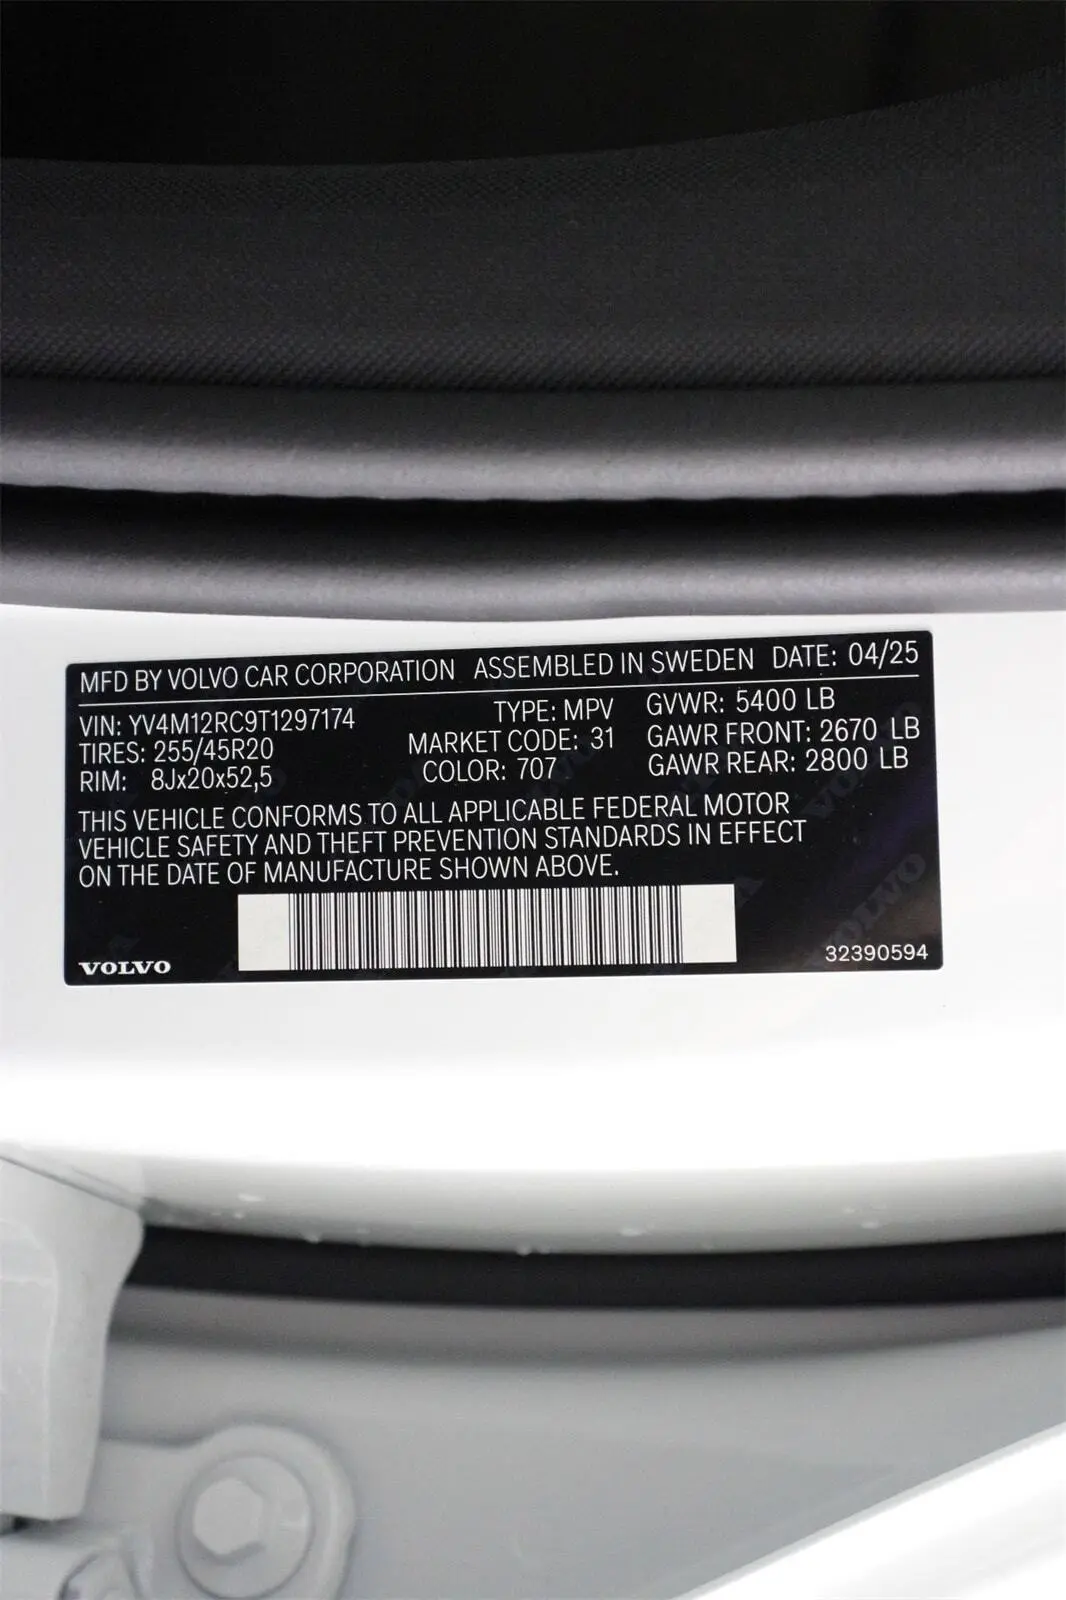 MFD BY VOLVO CAR CORPORATION ASSEMBLED IN SWEDEN DATE: 04/25
VIN: YV4M12RC9T1297174 TYPE: MPV GVWR: 5400 LB
TIRES: 255/45R20 MARKET CODE: 31 GAWR FRONT: 2670 LB
RIM: 8Jx20x52,5 COLOR: 707 GAWR REAR: 2800 LB
THIS VEHICLE CONFORMS TO ALL APPLICABLE FEDERAL MOTOR
VEHICLE SAFETY AND THEFT PREVENTION STANDARDS IN EFFECT
ON THE DATE OF MANUFACTURE SHOWN ABOVE.
VOLVO 32390594